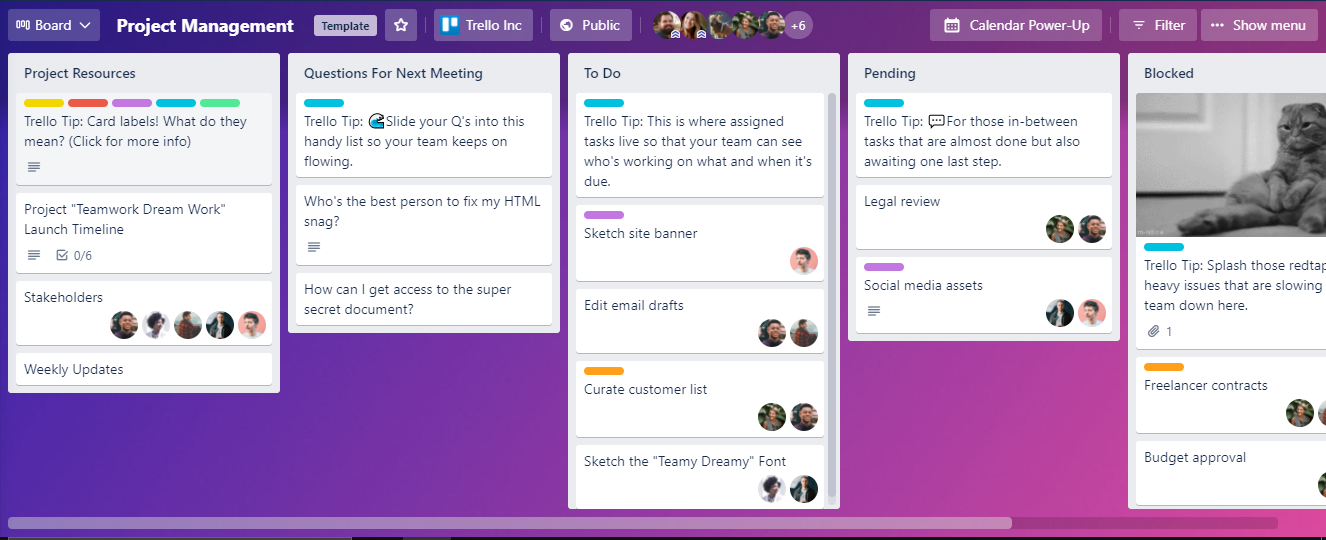 Board
Project Management
Template
Trello Inc
Public
+6
Calendar Power-Up
Filter
Show menu
Project Resources
Trello Tip: Card labels! What do they
mean? (Click for more info)
Project "Teamwork Dream Work"
Launch Timeline
0/6
Stakeholders
Weekly Updates
Questions For Next Meeting
Trello Tip: 🌊Slide your Q's into this
handy list so your team keeps on
flowing.
Who's the best person to fix my HTML
snag?
How can I get access to the super
secret document?
To Do
Trello Tip: This is where assigned
tasks live so that your team can see
who's working on what and when it's
due.
Sketch site banner
Edit email drafts
Curate customer list
Sketch the "Teamy Dreamy" Font
Pending
Trello Tip: 💬For those in-between
tasks that are almost done but also
awaiting one last step.
Legal review
Social media assets
Blocked
Trello Tip: Splash those redtap
heavy issues that are slowing
team down here.
1
Freelancer contracts
Budget approval